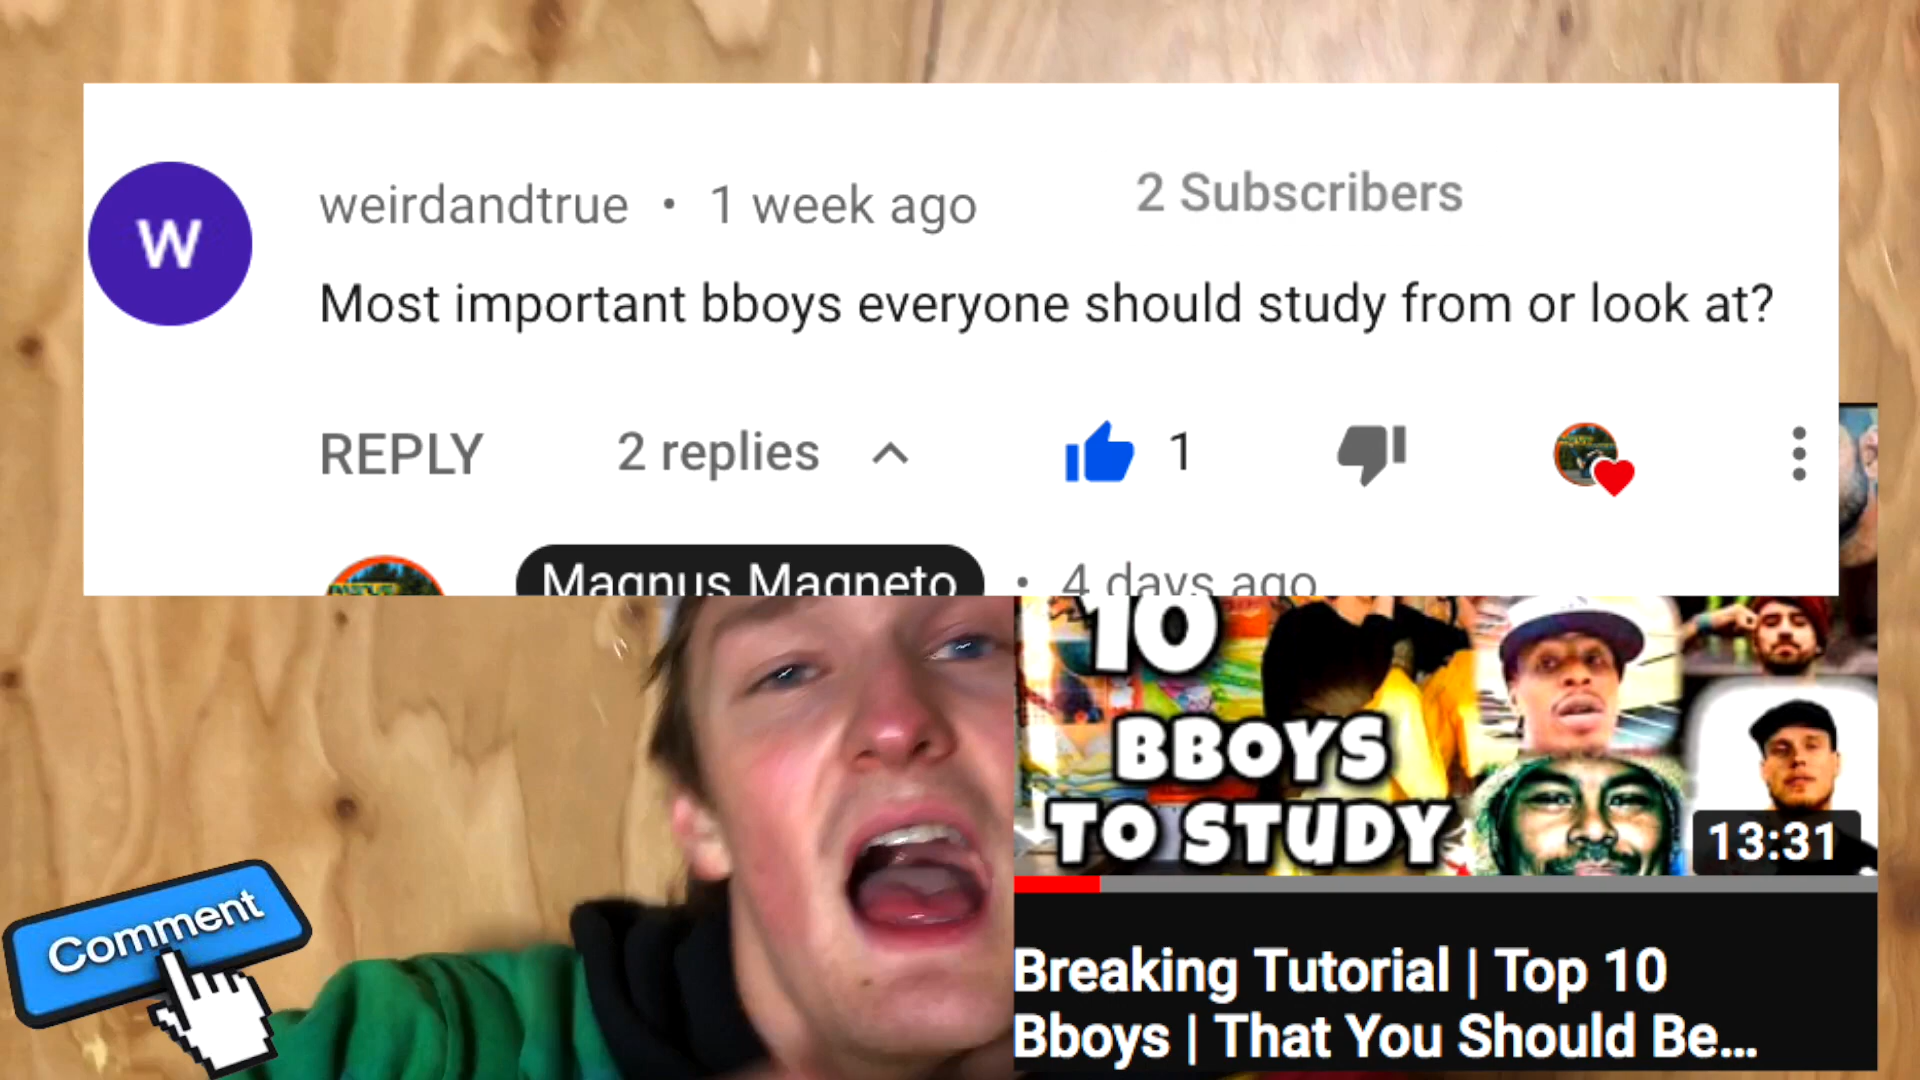 W
weirdandtrue • 1 week ago
2 Subscribers
Most important bboys everyone should study from or look at?
REPLY
2 replies
1
Magnus Magneto • 4 days ago
10
BBOYS
TO STUDY
13:31
Comment
Breaking Tutorial | Top 10
Bboys | That You Should Be...